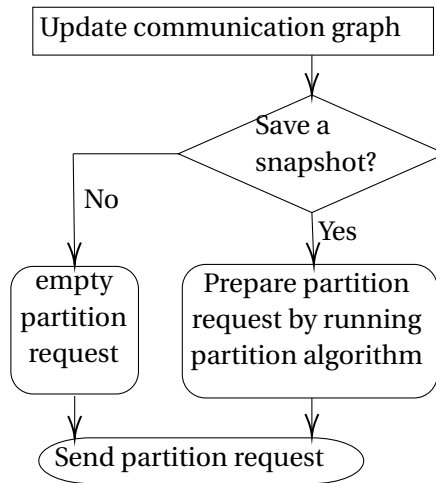 Update communication graph
Save a
snapshot?
No
Yes
empty
partition
request
Prepare partition
request by running
partition algorithm
Send partition request